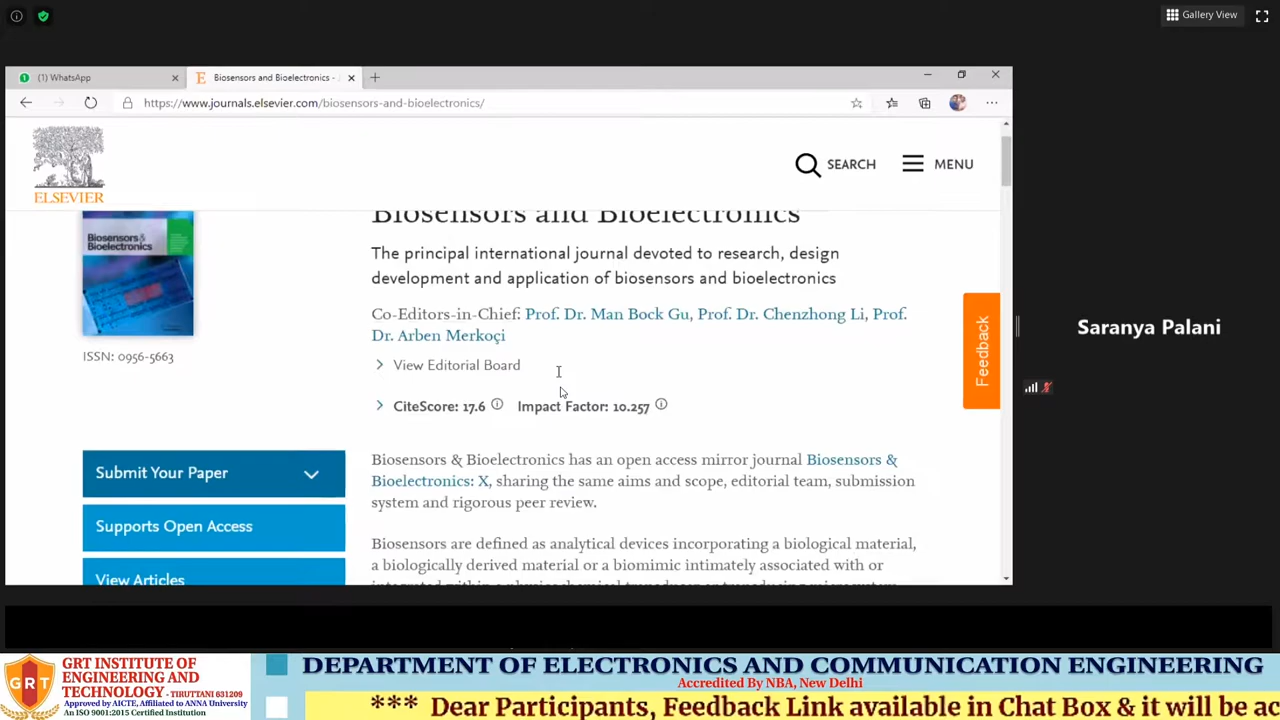 Gallery View
(1) WhatsApp
Biosensors and Bioelectronics -
https://www.journals.elsevier.com/biosensors-and-bioelectronics/
ELSEVIER
SEARCH
MENU
Biosensors and Bioelectronics
Biosensors &
Bioelectronics
The principal international journal devoted to research, design
development and application of biosensors and bioelectronics
Co-Editors-in-Chief: Prof. Dr. Man Bock Gu, Prof. Dr. Chenzhong Li, Prof.
Dr. Arben Merkoçi
ISSN: 0956-5663
View Editorial Board
CiteScore: 17.6
Impact Factor: 10.257
Feedback
Saranya Palani
Submit Your Paper
Supports Open Access
View Articles
Biosensors & Bioelectronics has an open access mirror journal Biosensors &
Bioelectronics: X, sharing the same aims and scope, editorial team, submission
system and rigorous peer review.
Biosensors are defined as analytical devices incorporating a biological material,
a biologically derived material or a biomimic intimately associated with or
GRT
GRT INSTITUTE OF
ENGINEERING AND
TECHNOLOGY - TIRUTTANI 631209
Approved by AICTE, Affiliated to ANNA University
An ISO 9001:2015 Certified Institution
DEPARTMENT OF ELECTRONICS AND COMMUNICATION ENGINEERING
Accredited By NBA, New Delhi
*** Dear Participants, Feedback Link available in Chat Box & it will be ac